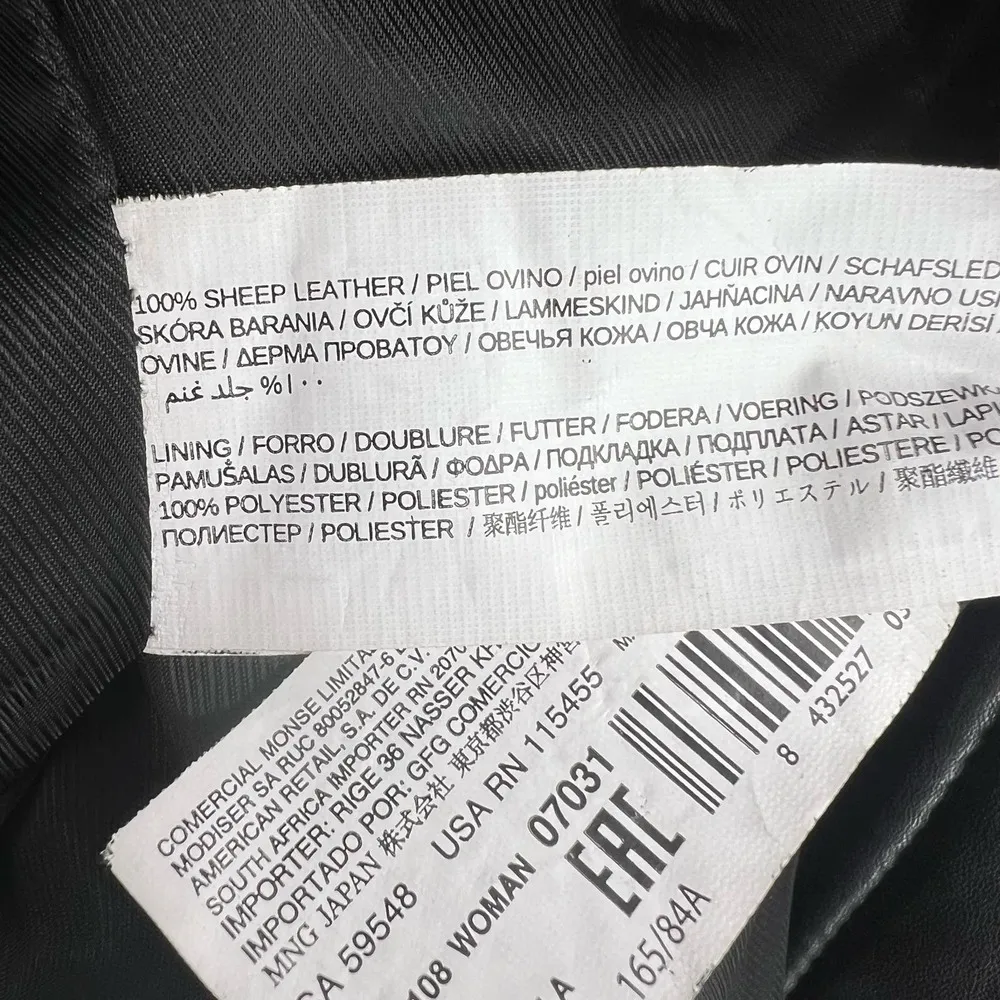 100% SHEEP LEATHER / PIEL OVINO / piel ovino / CUIR OVIN / SCHAFSLED
SKÓRA BARANIA / OVČÍ KŮŽE / LAMMESKIND / JAHŇACINA / NARAVNO US
OVINE / ΔΕΡΜΑ ΠΡΟΒΑΤΟΥ / ОВЕЧЬЯ КОЖА / ОВЧА КОЖА / KOYUN DERİSİ
١٠٠% جلد غنم
LINING / FORRO / DOUBLURE / FUTTER / FODERA / VOERING / PODSZEWK
PAMUŠALAS / DUBLURĂ / ΦΟΔΡΑ / ПОДКЛАДКА / ПОДПЛАТА / ASTAR / LAPI
100% POLYESTER / POLIESTER / poliéster / POLIÉSTER / POLIESTERE / PO
ПОЛИЕСТЕР / POLIESTER / 聚酯纤维 / 폴리에스터 / ポリエステル / 聚酯纖維
COMERCIAL MONSE LIMITA
MODISER SA RUC 80052847-6
AMERICAN RETAIL, S.A. DE C.V.
SOUTH AFRICA IMPORTER RN 2070
IMPORTER: RIGE 36 NASSER KH
IMPORTADO POR: GFG COMERCIO
MNG JAPAN 株式会社 東京都渋谷区神宮
CA 59548 USA RN 115455
108 WOMAN 07031
EAC
165/84A
8 432527 05